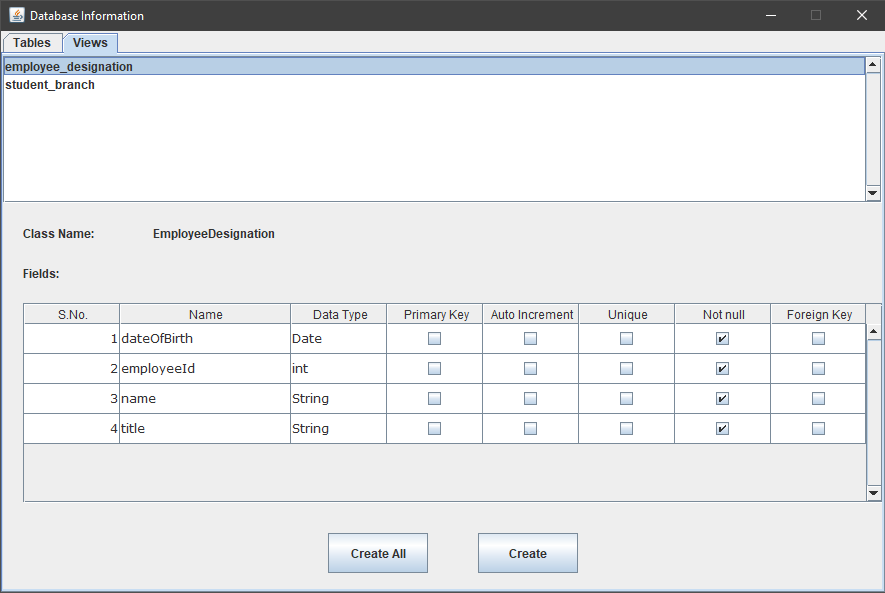 Database Information
Tables Views
employee_designation
student_branch
Class Name: EmployeeDesignation
Fields:
S.No. Name Data Type Primary Key Auto Increment Unique Not null Foreign Key
1 dateOfBirth Date
2 employeeId int
3 name String
4 title String
Create All Create